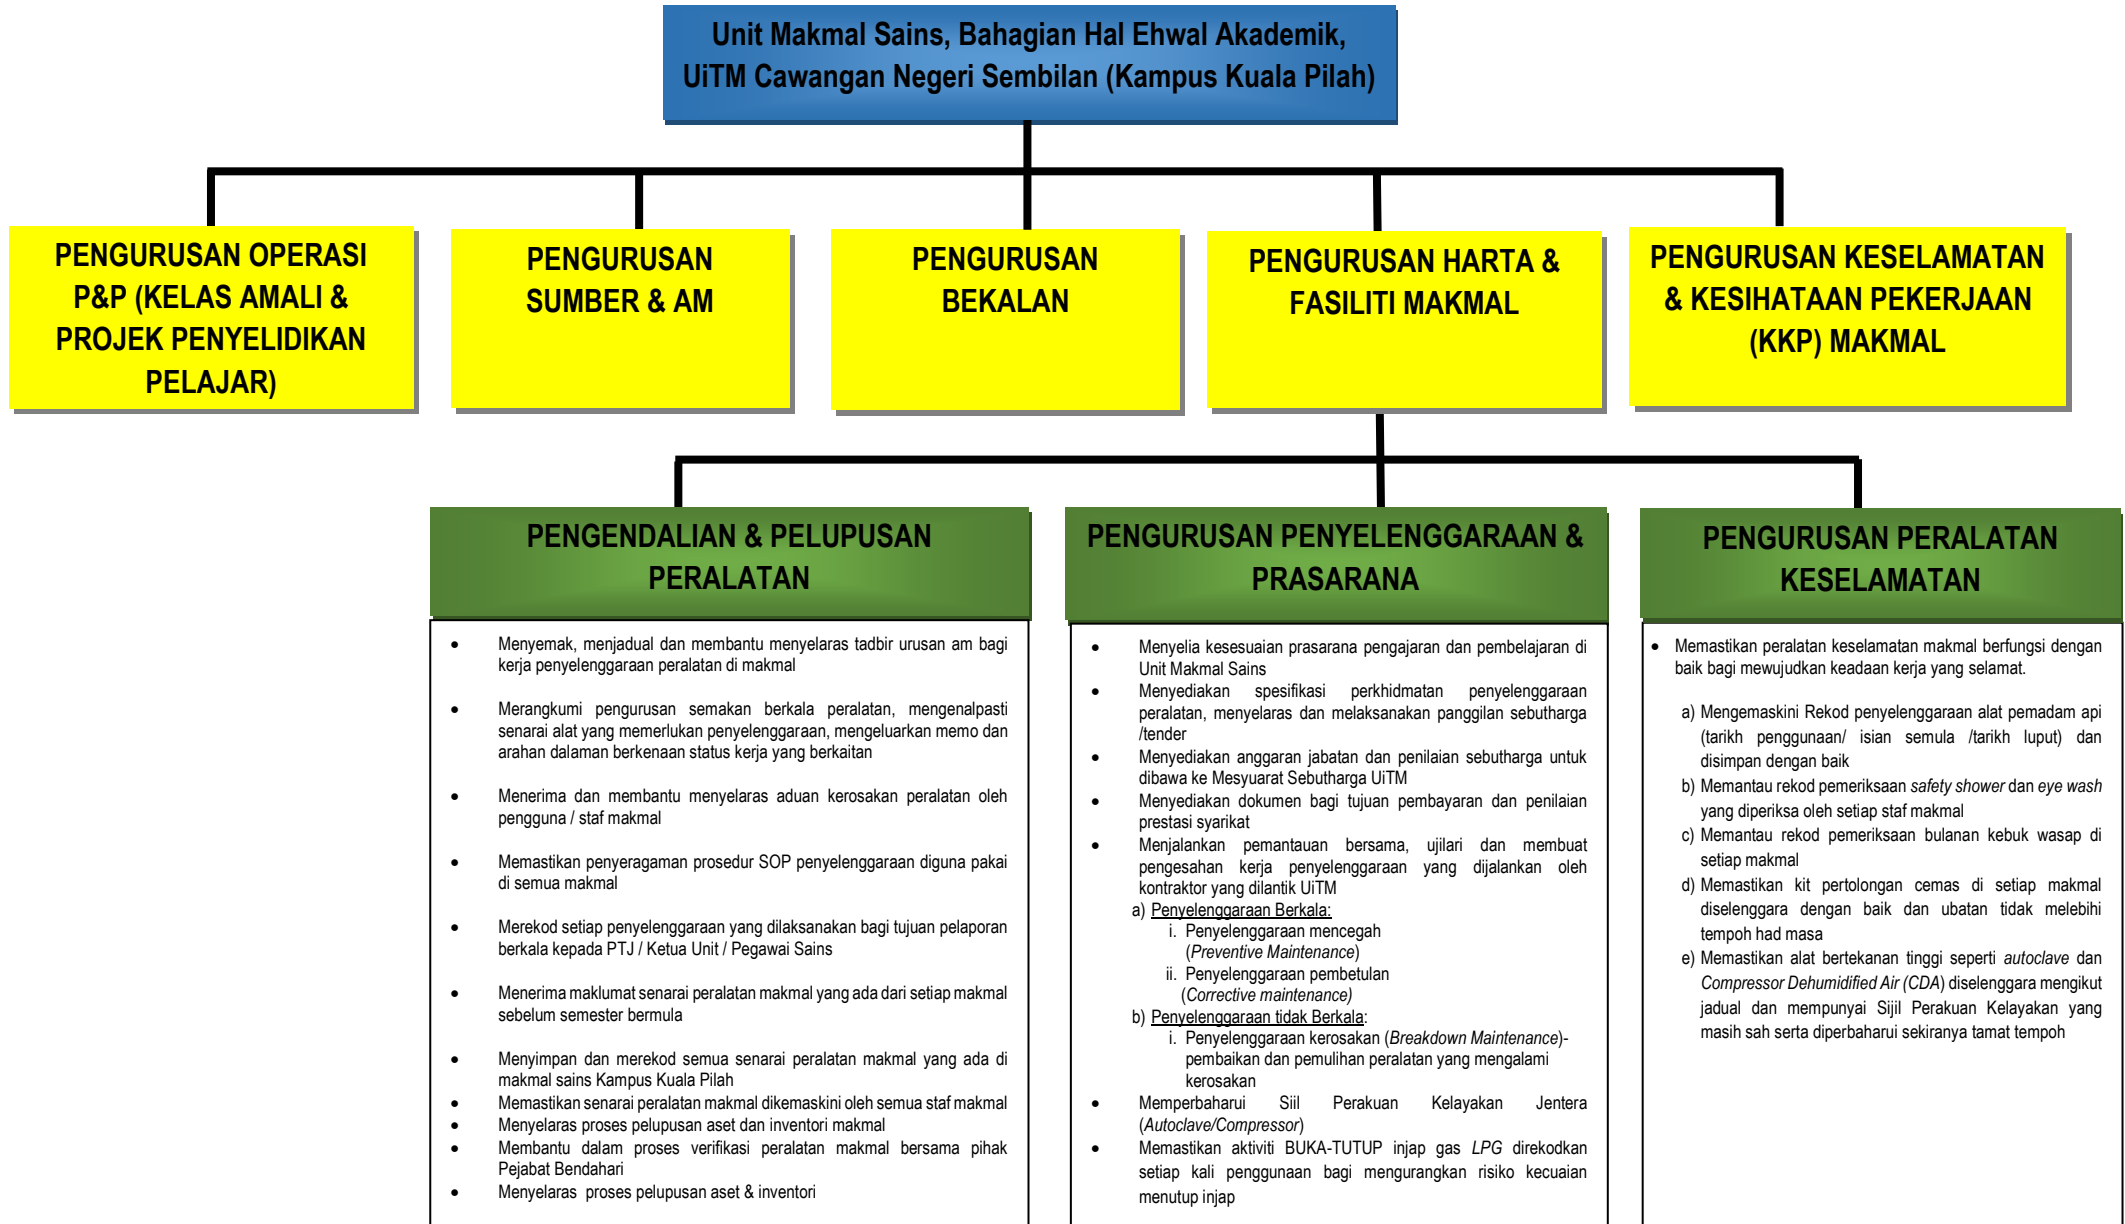 Unit Makmal Sains, Bahagian Hal Ehwal Akademik,
UiTM Cawangan Negeri Sembilan (Kampus Kuala Pilah)
PENGURUSAN OPERASI
P&P (KELAS AMALI &
PROJEK PENYELIDIKAN
PELAJAR)
PENGURUSAN
SUMBER & AM
PENGURUSAN
BEKALAN
PENGURUSAN HARTA &
FASILITI MAKMAL
PENGURUSAN KESELAMATAN
& KESIHATAAN PEKERJAAN
(KKP) MAKMAL
PENGENDALIAN & PELUPUSAN
PERALATAN
• Menyemak, menjadual dan membantu menyelaras tadbir urusan am bagi
kerja penyelenggaraan peralatan di makmal
• Merangkumi pengurusan semakan berkala peralatan, mengenalpasti
senarai alat yang memerlukan penyelenggaraan, mengeluarkan memo dan
arahan dalaman berkenaan status kerja yang berkaitan
• Menerima dan membantu menyelaras aduan kerosakan peralatan oleh
pengguna / staf makmal
• Memastikan penyeragaman prosedur SOP penyelenggaraan diguna pakai
di semua makmal
• Merekod setiap penyelenggaraan yang dilaksanakan bagi tujuan pelaporan
berkala kepada PTJ / Ketua Unit / Pegawai Sains
• Menerima maklumat senarai peralatan makmal yang ada dari setiap makmal
sebelum semester bermula
• Menyimpan dan merekod semua senarai peralatan makmal yang ada di
makmal sains Kampus Kuala Pilah
• Memastikan senarai peralatan makmal dikemaskini oleh semua staf makmal
• Menyelaras proses pelupusan aset dan inventori makmal
• Membantu dalam proses verifikasi peralatan makmal bersama pihak
Pejabat Bendahari
• Menyelaras proses pelupusan aset & inventori
PENGURUSAN PENYELENGGARAAN &
PRASARANA
• Menyelia kesesuaian prasarana pengajaran dan pembelajaran di
Unit Makmal Sains
• Menyediakan spesifikasi perkhidmatan penyelenggaraan
peralatan, menyelaras dan melaksanakan panggilan sebutharga
/tender
• Menyediakan anggaran jabatan dan penilaian sebutharga untuk
dibawa ke Mesyuarat Sebutharga UiTM
• Menyediakan dokumen bagi tujuan pembayaran dan penilaian
prestasi syarikat
• Menjalankan pemantauan bersama, ujilari dan membuat
pengesahan kerja penyelenggaraan yang dijalankan oleh
kontraktor yang dilantik UiTM
a) Penyelenggaraan Berkala:
i. Penyelenggaraan mencegah
(Preventive Maintenance)
ii. Penyelenggaraan pembetulan
(Corrective maintenance)
b) Penyelenggaraan tidak Berkala:
i. Penyelenggaraan kerosakan (Breakdown Maintenance)-
pembaikan dan pemulihan peralatan yang mengalami
kerosakan
• Memperbaharui Siil Perakuan Kelayakan Jentera
(Autoclave/Compressor)
• Memastikan aktiviti BUKA-TUTUP injap gas LPG direkodkan
setiap kali penggunaan bagi mengurangkan risiko kecuaian
menutup injap
PENGURUSAN PERALATAN
KESELAMATAN
• Memastikan peralatan keselamatan makmal berfungsi dengan
baik bagi mewujudkan keadaan kerja yang selamat.
a) Mengemaskini Rekod penyelenggaraan alat pemadam api
(tarikh penggunaan/ isian semula /tarikh luput) dan
disimpan dengan baik
b) Memantau rekod pemeriksaan safety shower dan eye wash
yang diperiksa oleh setiap staf makmal
c) Memantau rekod pemeriksaan bulanan kebuk wasap di
setiap makmal
d) Memastikan kit pertolongan cemas di setiap makmal
diselenggara dengan baik dan ubatan tidak melebihi
tempoh had masa
e) Memastikan alat bertekanan tinggi seperti autoclave dan
Compressor Dehumidified Air (CDA) diselenggara mengikut
jadual dan mempunyai Sijil Perakuan Kelayakan yang
masih sah serta diperbaharui sekiranya tamat tempoh